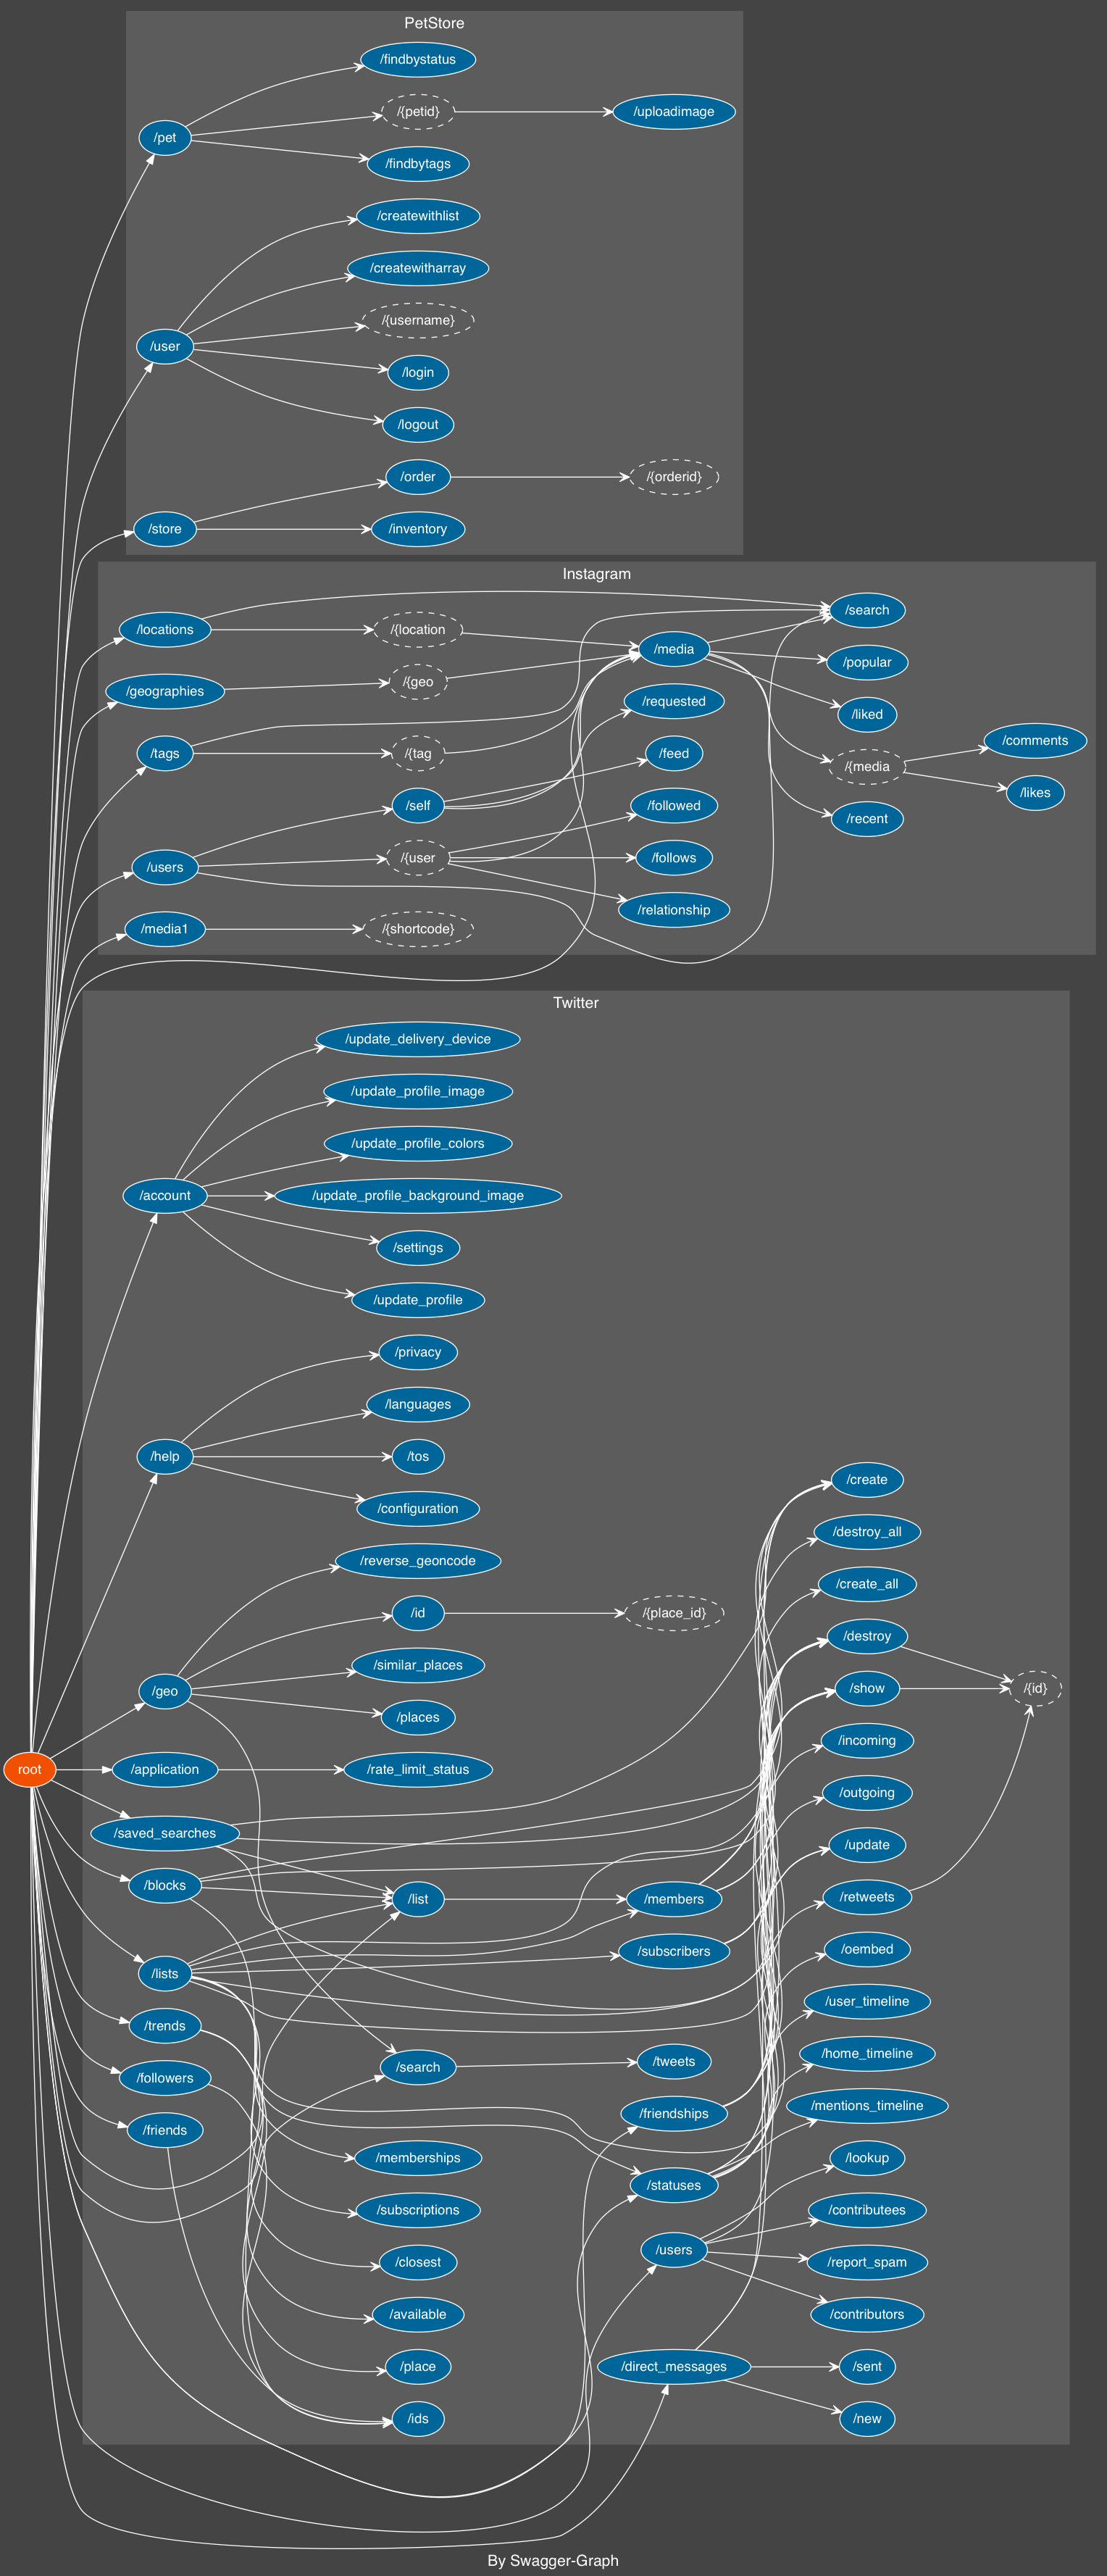 PetStore
/findbystatus
/{petid}
/uploadimage
/pet
/findbytags
/createwithlist
/createwitharray
/{username}
/user
/login
/logout
/order
/{orderid}
/store
/inventory
Instagram
/search
/locations
/{location
/media
/popular
/geographies
/{geo
/requested
/liked
/tags
/{tag
/feed
/{media
/comments
/likes
/self
/followed
/recent
/users
/{user
/follows
/relationship
/media1
/{shortcode}
Twitter
/update_delivery_device
/update_profile_image
/update_profile_colors
/account
/update_profile_background_image
/settings
/update_profile
/privacy
/languages
/help
/tos
/create
/configuration
/destroy_all
/reverse_geoncode
/create_all
/id
/{place_id}
/destroy
/similar_places
/geo
/show
/{id}
/places
/incoming
root
/application
/rate_limit_status
/outgoing
/saved_searches
/update
/blocks
/list
/members
/retweets
/subscribers
/oembed
/lists
/user_timeline
/trends
/home_timeline
/search
/tweets
/followers
/mentions_timeline
/friendships
/friends
/lookup
/memberships
/statuses
/contributees
/subscriptions
/users
/report_spam
/closest
/contributors
/available
/sent
/place
/direct_messages
/new
/ids
By Swagger-Graph